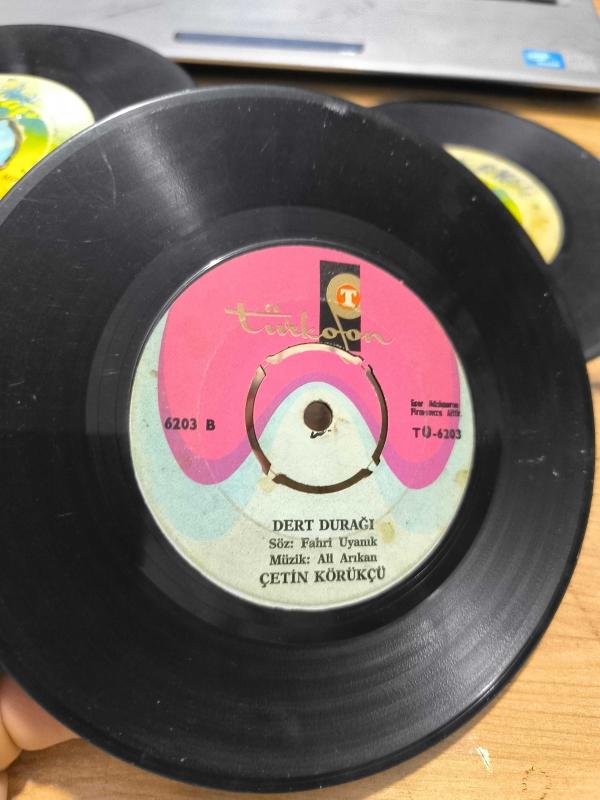 T
türkofon
6203 B
TÜ-6203
DERT DURAĞI
Söz: Fahri Uyanık
Müzik: Ali Arıkan
ÇETİN KÖRÜKÇÜ